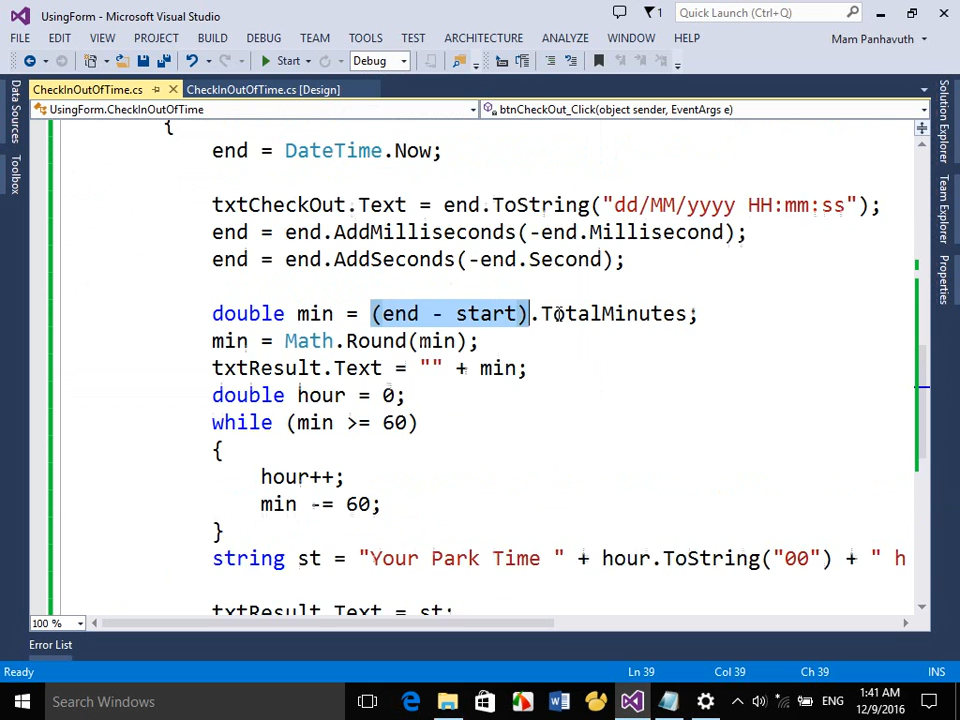 UsingForm - Microsoft Visual Studio
1
Quick Launch (Ctrl+Q)
FILE EDIT VIEW PROJECT BUILD DEBUG TEAM TOOLS TEST ARCHITECTURE ANALYZE WINDOW HELP
Mam Panhavuth
Start Debug
CheckInOutOfTime.cs CheckInOutOfTime.cs [Design]
UsingForm.CheckInOutOfTime btnCheckOut_Click(object sender, EventArgs e)
Data Sources
Toolbox
Solution Explorer
Team Explorer
Properties
{
end = DateTime.Now;
txtCheckOut.Text = end.ToString("dd/MM/yyyy HH:mm:ss");
end = end.AddMilliseconds(-end.Millisecond);
end = end.AddSeconds(-end.Second);
double min = (end - start).TotalMinutes;
min = Math.Round(min);
txtResult.Text = "" + min;
double hour = 0;
while (min >= 60)
{
hour++;
min -= 60;
}
string st = "Your Park Time " + hour.ToString("00") + " h
txtResult.Text = st;
100 %
Error List
Ready Ln 39 Col 39 Ch 39 INS
Search Windows
ENG
1:41 AM
12/9/2016